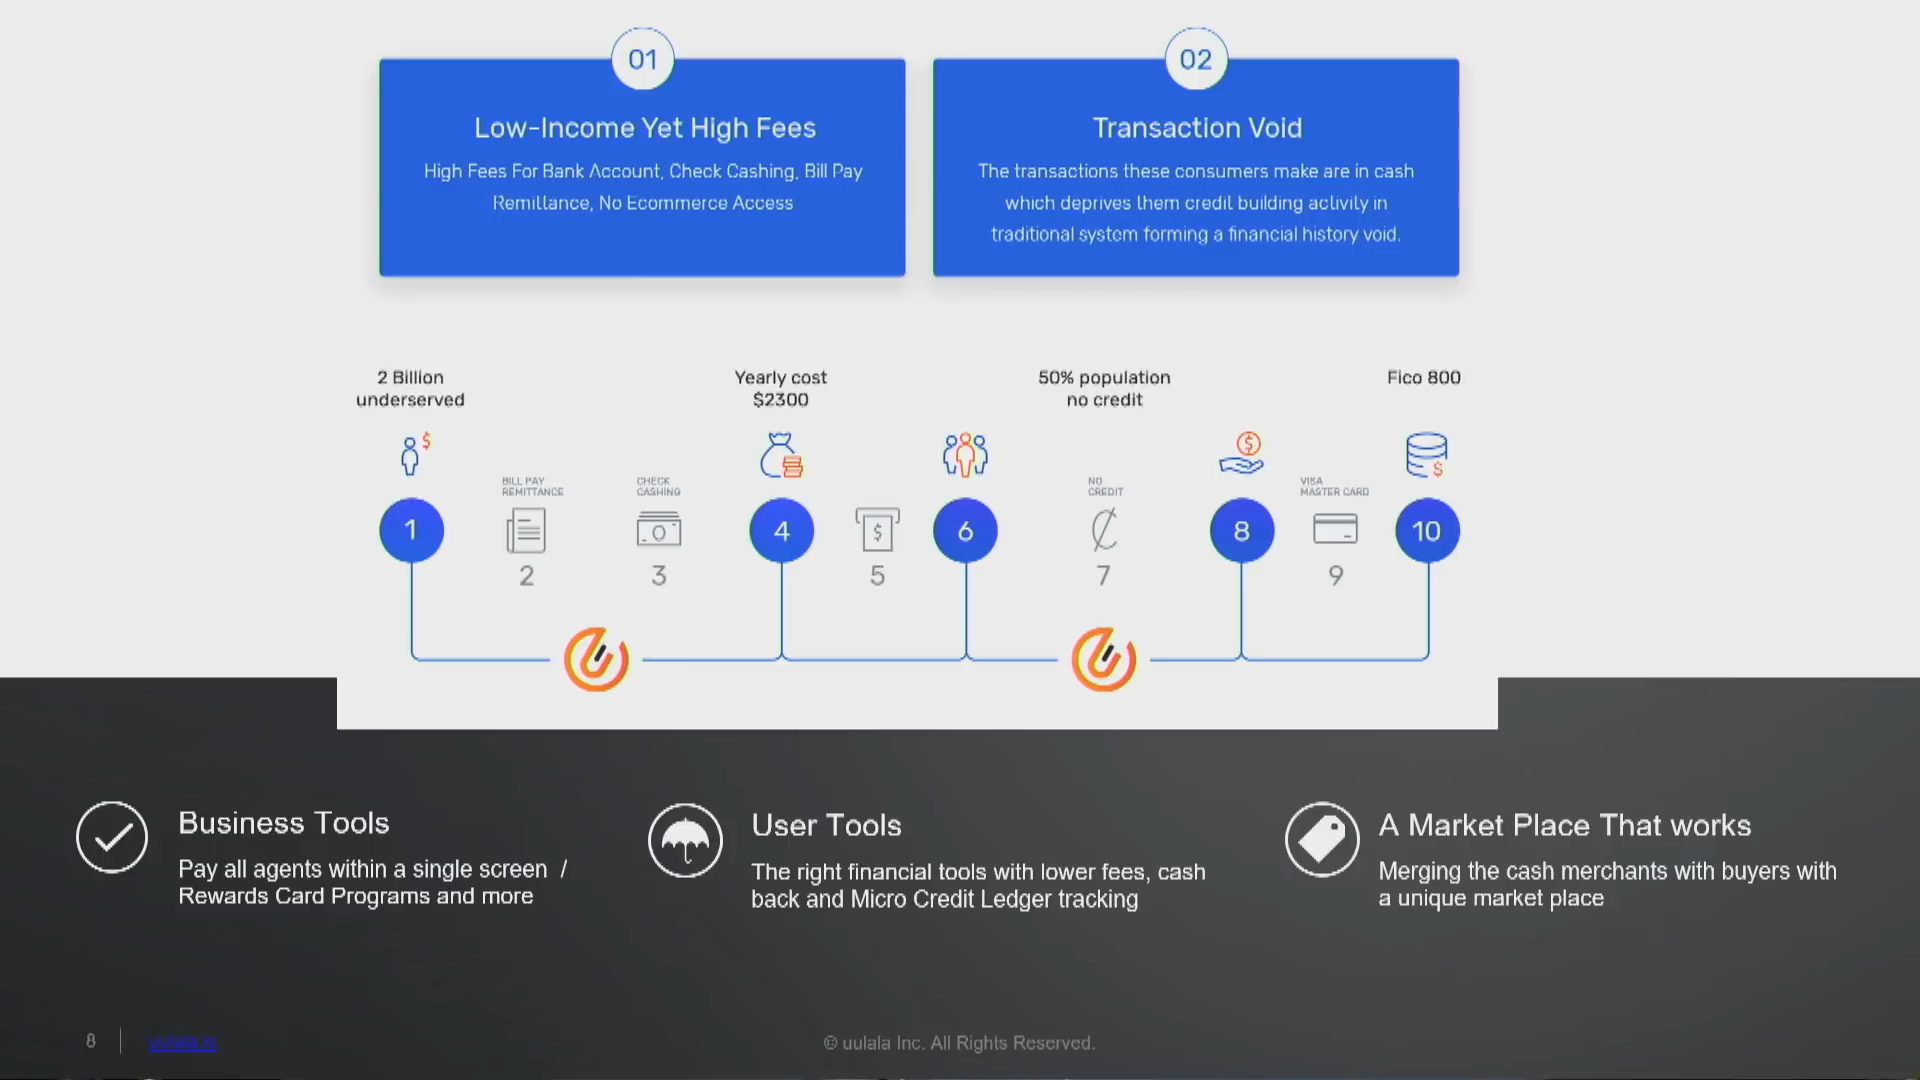 01
Low-Income Yet High Fees
High Fees For Bank Account, Check Cashing, Bill Pay
Remittance, No Ecommerce Access
02
Transaction Void
The transactions these consumers make are in cash
which deprives them credit building activity in
traditional system forming a financial history void.
2 Billion
underserved
Yearly cost
$2300
50% population
no credit
Fico 800
BILL PAY
REMITTANCE
CHECK
CASHING
NO
CREDIT
VISA
MASTER CARD
1
2
3
4
5
6
7
8
9
10
Business Tools
Pay all agents within a single screen /
Rewards Card Programs and more
User Tools
The right financial tools with lower fees, cash
back and Micro Credit Ledger tracking
A Market Place That works
Merging the cash merchants with buyers with
a unique market place
8
uulala.io
© uulala Inc. All Rights Reserved.